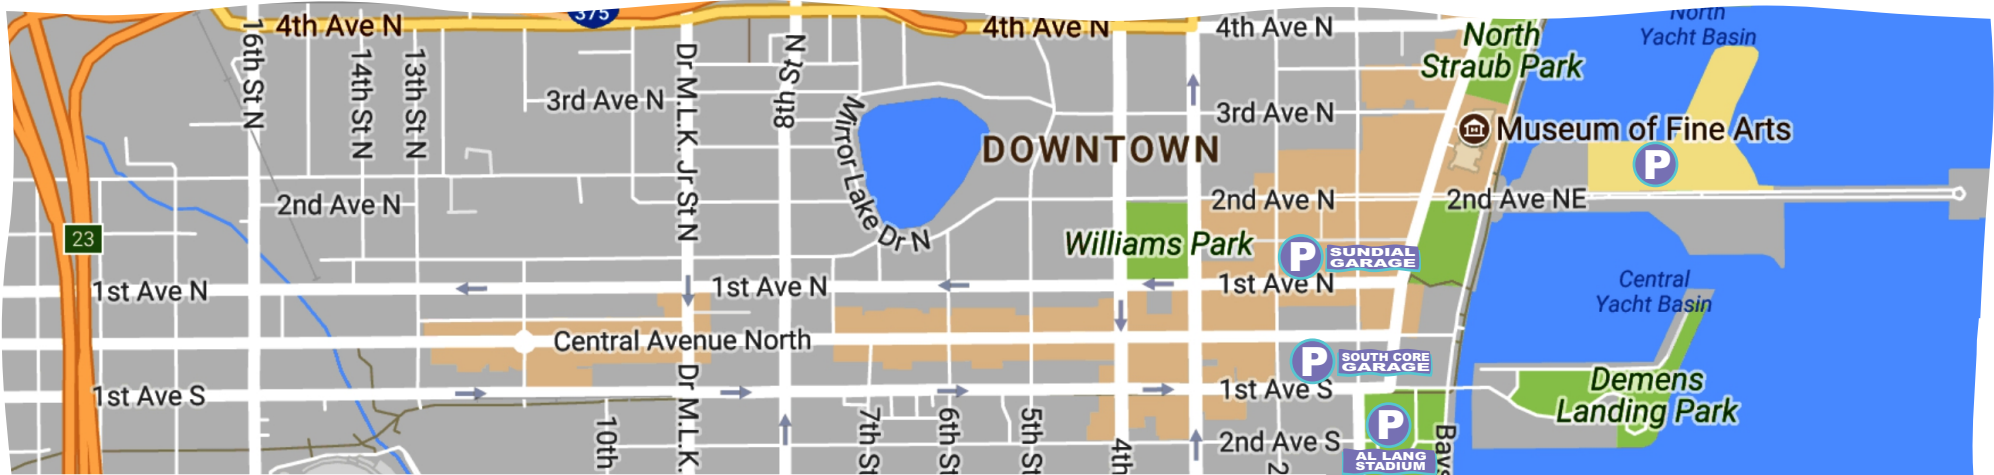 375
North
Yacht Basin
4th Ave N
4th Ave N
4th Ave N
North
Straub Park
16th St N
14th St N
13th St N
Dr M.L.K. Jr St N
N St 8th
3rd Ave N
3rd Ave N
Mirror Lake Dr N
DOWNTOWN
Museum of Fine Arts
P
2nd Ave N
2nd Ave N
2nd Ave NE
23
Williams Park
P
SUNDIAL
GARAGE
1st Ave N
1st Ave N
1st Ave N
Central
Yacht Basin
Central Avenue North
P
SOUTH CORE
GARAGE
1st Ave S
1st Ave S
Demens
Landing Park
Dr M.L.K.
10th
7th St
6th St
5th St
4th
2nd Ave S
2
P
AL LANG
STADIUM
Bays